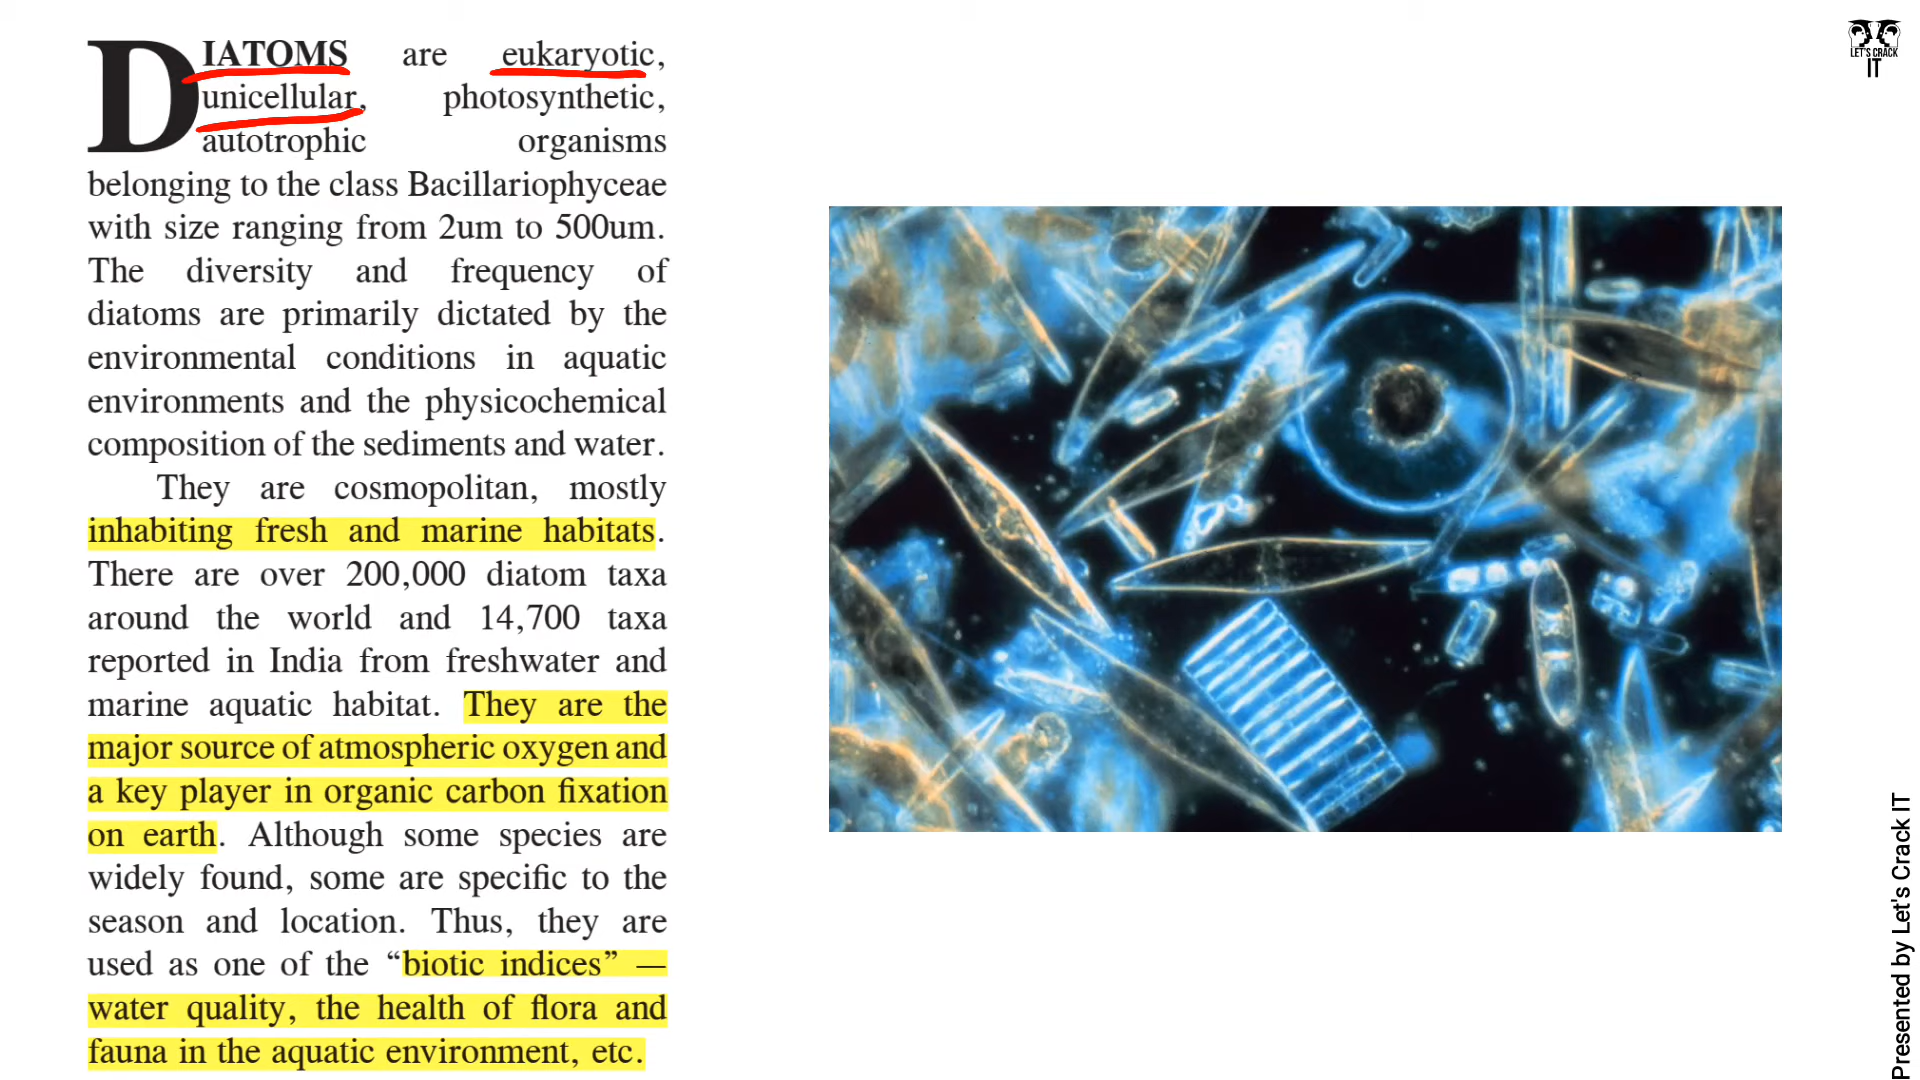 DIATOMS are eukaryotic,
unicellular, photosynthetic,
autotrophic organisms
belonging to the class Bacillariophyceae
with size ranging from 2um to 500um.
The diversity and frequency of
diatoms are primarily dictated by the
environmental conditions in aquatic
environments and the physicochemical
composition of the sediments and water.
They are cosmopolitan, mostly
inhabiting fresh and marine habitats.
There are over 200,000 diatom taxa
around the world and 14,700 taxa
reported in India from freshwater and
marine aquatic habitat. They are the
major source of atmospheric oxygen and
a key player in organic carbon fixation
on earth. Although some species are
widely found, some are specific to the
season and location. Thus, they are
used as one of the “biotic indices” —
water quality, the health of flora and
fauna in the aquatic environment, etc.
LET'S CRACK
IT
Presented by Let's Crack IT